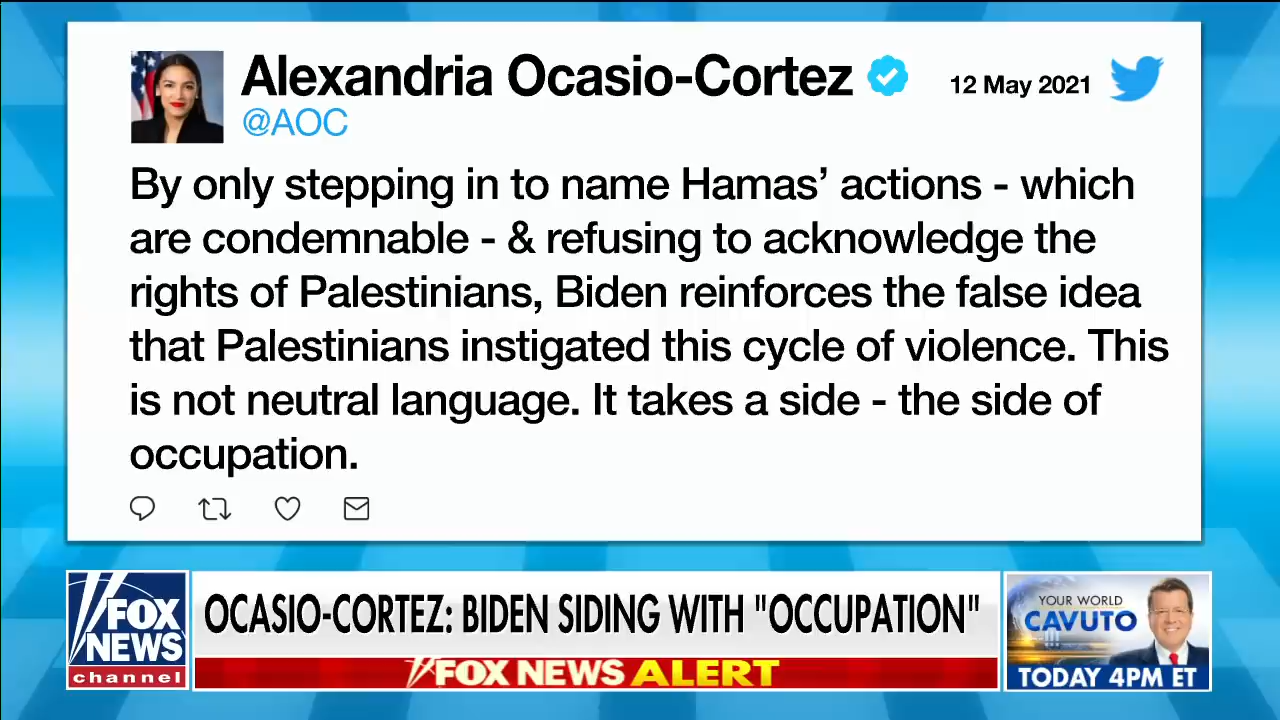 Alexandria Ocasio-Cortez
12 May 2021
@AOC
By only stepping in to name Hamas’ actions - which
are condemnable - & refusing to acknowledge the
rights of Palestinians, Biden reinforces the false idea
that Palestinians instigated this cycle of violence. This
is not neutral language. It takes a side - the side of
occupation.
FOX
NEWS
channel
OCASIO-CORTEZ: BIDEN SIDING WITH "OCCUPATION"
FOX NEWS ALERT
YOUR WORLD
CAVUTO
TODAY 4PM ET